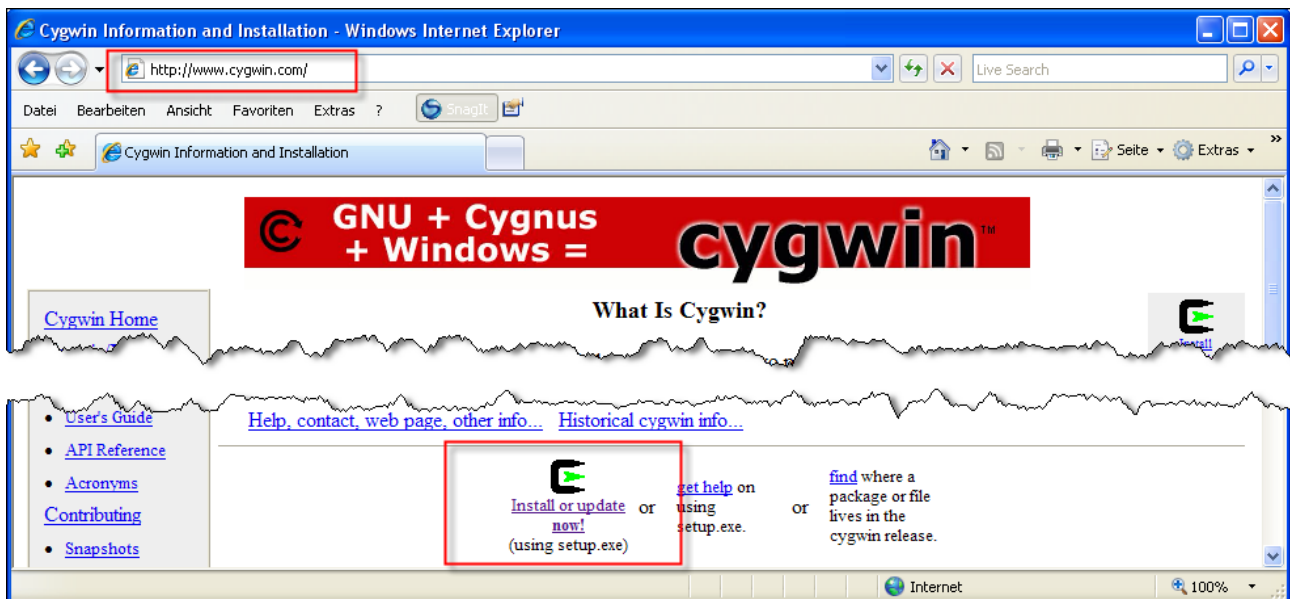 Cygwin Information and Installation - Windows Internet Explorer
http://www.cygwin.com/
Live Search
Datei Bearbeiten Ansicht Favoriten Extras ?
SnagIt
Cygwin Information and Installation
Seite
Extras
»
GNU + Cygnus
+ Windows =
cygwin™
What Is Cygwin?
Cygwin Home
Install
User's Guide
API Reference
Acronyms
Contributing
Snapshots
Help, contact, web page, other info... Historical cygwin info...
Install or update
now!
(using setup.exe)
or
get help on
using
setup.exe.
or
find where a
package or file
lives in the
cygwin release.
Internet
100%